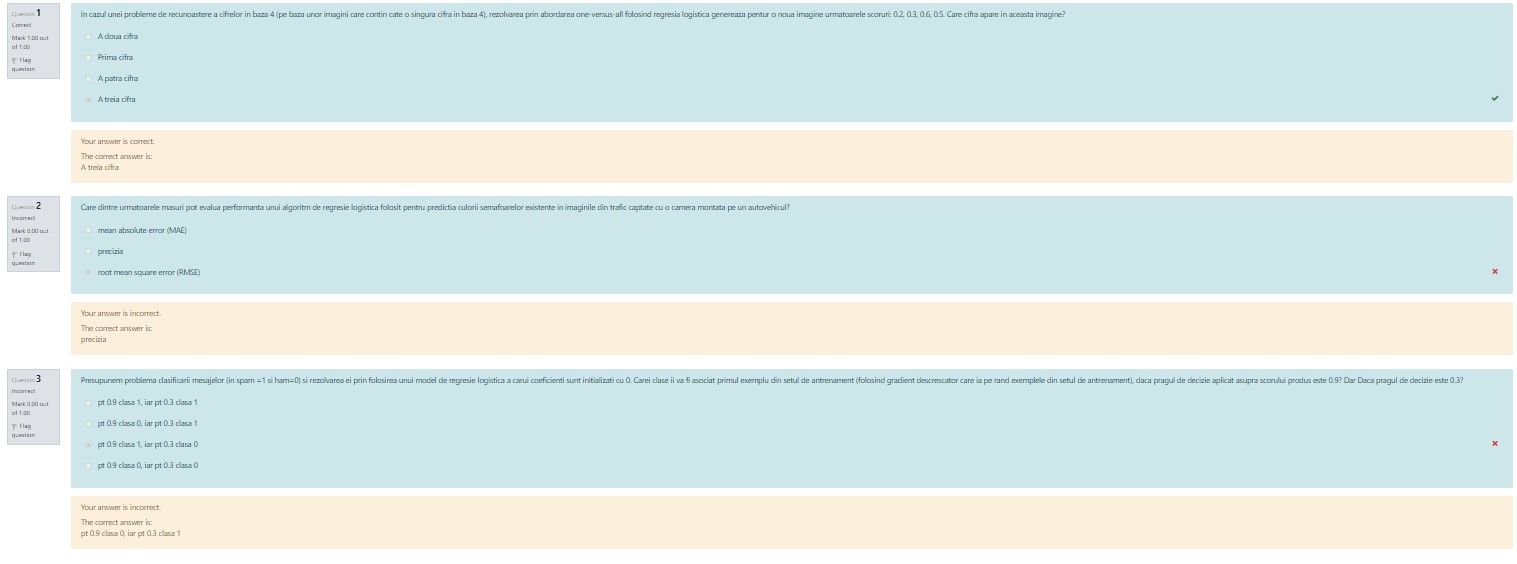 Question 1
Correct
Mark 1.00 out
of 1.00
Flag
question
In cazul unei probleme de recunoastere a cifrelor in baza 4 (pe baza unor imagini care contin cate o singura cifra in baza 4), rezolvarea prin abordarea one-versus-all folosind regresia logistica genereaza pentur o noua imagine urmatoarele scoruri: 0.2, 0.3, 0.6, 0.5. Care cifra apare in aceasta imagine?
A doua cifra
Prima cifra
A patra cifra
A treia cifra
Your answer is correct.
The correct answer is:
A treia cifra
Question 2
Incorrect
Mark 0.00 out
of 1.00
Flag
question
Care dintre urmatoarele masuri pot evalua performanta unui algoritm de regresie logistica folosit pentru predictia culorii semafoarelor existente in imaginile din trafic captate cu o camera montata pe un autovehicul?
mean absolute error (MAE)
precizia
root mean square error (RMSE)
Your answer is incorrect.
The correct answer is:
precizia
Question 3
Incorrect
Mark 0.00 out
of 1.00
Flag
question
Presupunem problema clasificarii mesajelor (in spam =1 si ham=0) si rezolvarea ei prin folosirea unui model de regresie logistica a carui coeficienti sunt initializati cu 0. Carei clase ii va fi asociat primul exemplu din setul de antrenament (folosind gradient descrescator care ia pe rand exemplele din setul de antrenament), daca pragul de decizie aplicat asupra scorului produs este 0.9? Dar Daca pragul de decizie este 0.3?
pt 0.9 clasa 1, iar pt 0.3 clasa 1
pt 0.9 clasa 0, iar pt 0.3 clasa 1
pt 0.9 clasa 1, iar pt 0.3 clasa 0
pt 0.9 clasa 0, iar pt 0.3 clasa 0
Your answer is incorrect.
The correct answer is:
pt 0.9 clasa 0, iar pt 0.3 clasa 1